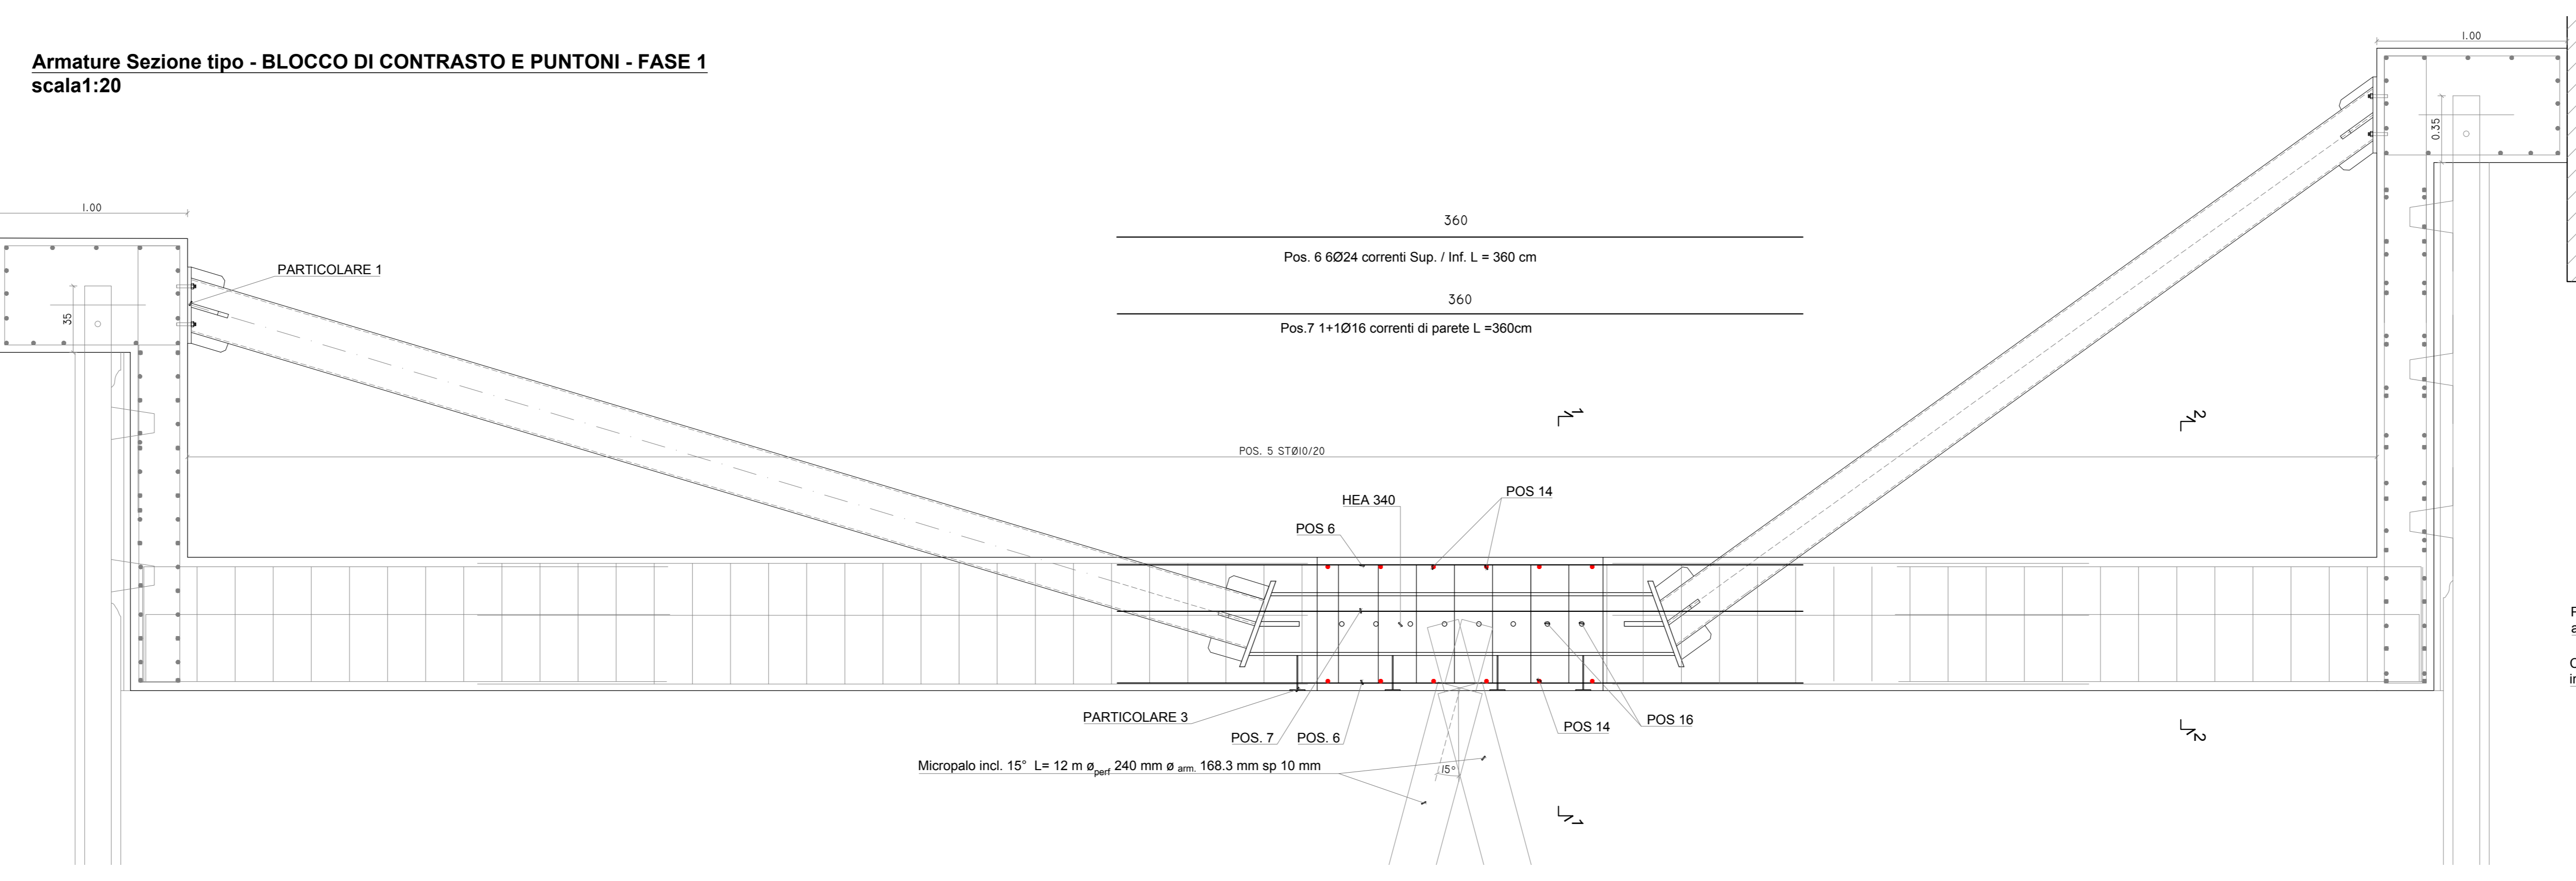 Armature Sezione tipo - BLOCCO DI CONTRASTO E PUNTONI - FASE 1
scala1:20
1.00
1.00
0.35
35
PARTICOLARE 1
360
Pos. 6 6Ø24 correnti Sup. / Inf. L = 360 cm
360
Pos.7 1+1Ø16 correnti di parete L =360cm
1
2
POS. 5 STØ10/20
HEA 340
POS 14
POS 6
PARTICOLARE 3
POS. 7
POS. 6
POS 14
POS 16
2
Micropalo incl. 15° L= 12 m ø perf 240 mm ø arm. 168.3 mm sp 10 mm
15°
1